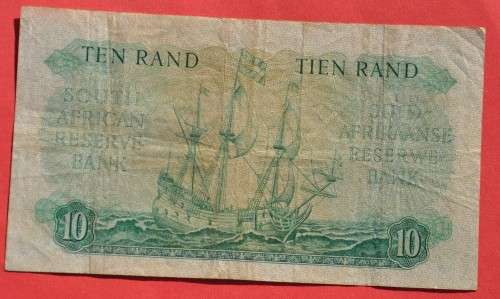 TEN RAND
TIEN RAND
SOUTH
AFRICAN
RESERVE
BANK
SUID
AFRIKAANSE
RESERWE
BANK
10
10